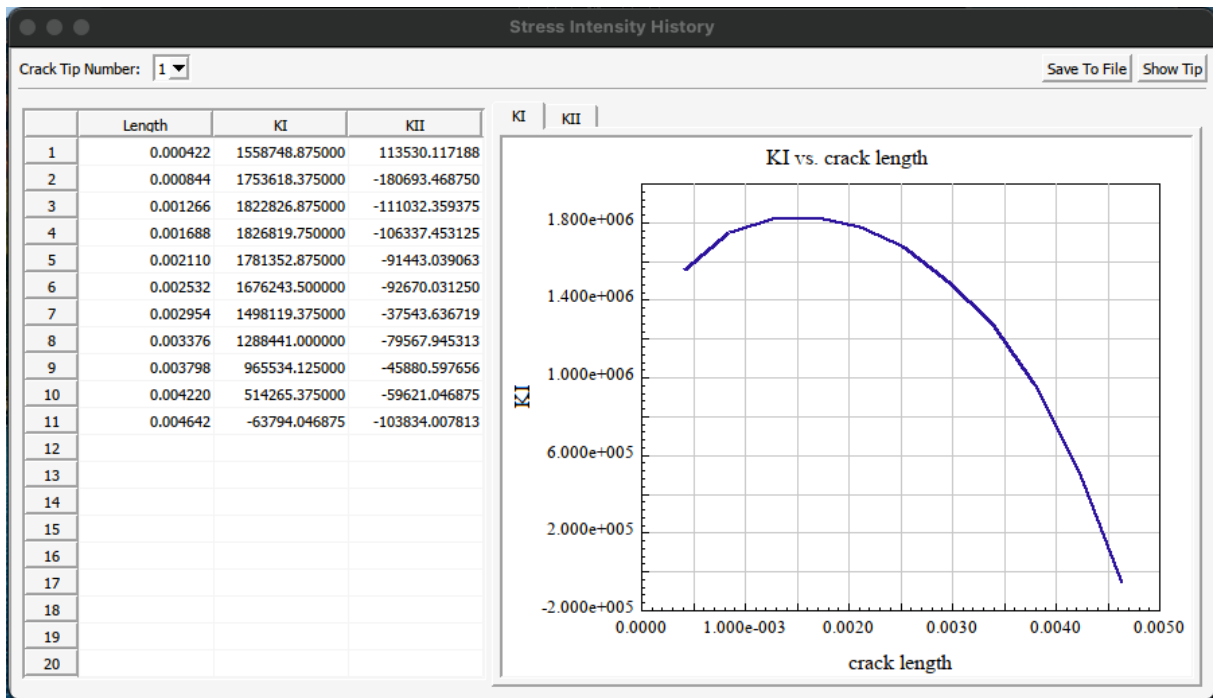 Stress Intensity History
Crack Tip Number: 1 Save To File Show Tip
KI KII
Length KI KII
1 0.000422 1558748.875000 113530.117188
2 0.000844 1753618.375000 -180693.468750
3 0.001266 1822826.875000 -111032.359375
4 0.001688 1826819.750000 -106337.453125
5 0.002110 1781352.875000 -91443.039063
6 0.002532 1676243.500000 -92670.031250
7 0.002954 1498119.375000 -37543.636719
8 0.003376 1288441.000000 -79567.945313
9 0.003798 965534.125000 -45880.597656
10 0.004220 514265.375000 -59621.046875
11 0.004642 -63794.046875 -103834.007813
12
13
14
15
16
17
18
19
20
KI vs. crack length
1.800e+006
1.400e+006
1.000e+006
KI
6.000e+005
2.000e+005
-2.000e+005
0.0000 1.000e-003 0.0020 0.0030 0.0040 0.0050
crack length